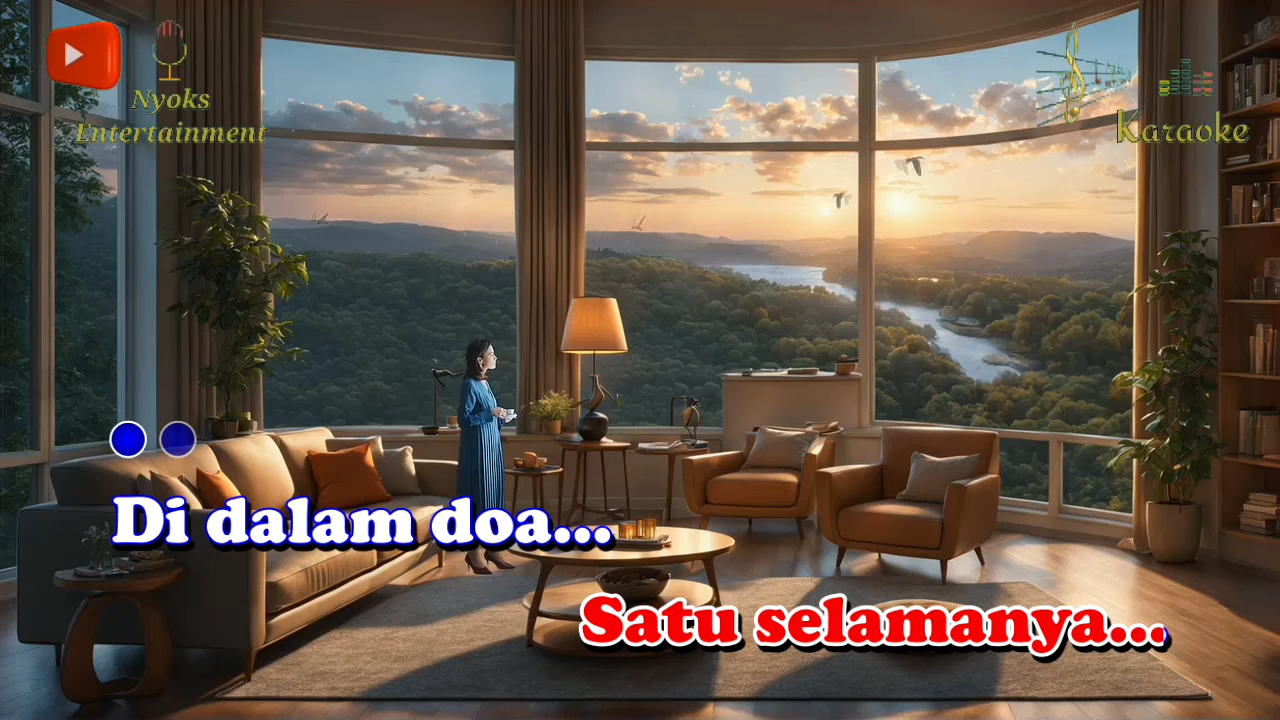 Nyoks
Entertainment
Karaoke
Di dalam doa...
Satu selamanya...